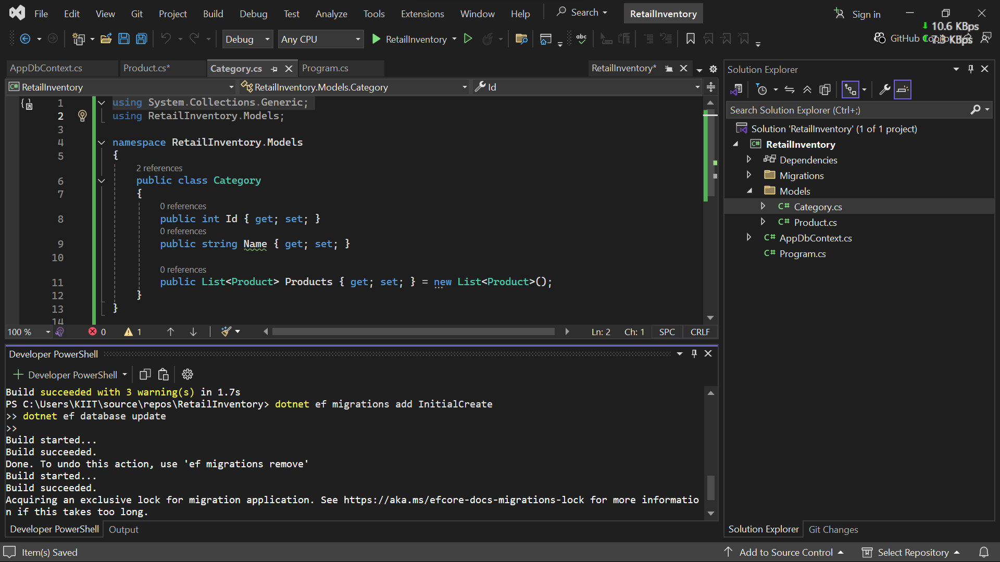 File Edit View Git Project Build Debug Test Analyze Tools Extensions Window Help Search RetailInventory Sign in
10.6 KBps
Debug Any CPU RetailInventory GitHub 7.3 KBps
AppDbContext.cs Product.cs* Category.cs Program.cs RetailInventory*
RetailInventory RetailInventory.Models.Category Id
1 using System.Collections.Generic;
2 using RetailInventory.Models;
3
4 namespace RetailInventory.Models
5 {
2 references
6 public class Category
7 {
0 references
8 public int Id { get; set; }
0 references
9 public string Name { get; set; }
10
0 references
11 public List<Product> Products { get; set; } = new List<Product>();
12 }
13 }
14
100 % 0 1 Ln: 2 Ch: 1 SPC CRLF
Developer PowerShell
Developer PowerShell
Build succeeded with 3 warning(s) in 1.7s
PS C:\Users\KIIT\source\repos\RetailInventory> dotnet ef migrations add InitialCreate
>> dotnet ef database update
>>
Build started...
Build succeeded.
Done. To undo this action, use 'ef migrations remove'
Build started...
Build succeeded.
Acquiring an exclusive lock for migration application. See https://aka.ms/efcore-docs-migrations-lock for more informatio
n if this takes too long.
Developer PowerShell Output
Solution Explorer
Search Solution Explorer (Ctrl+;)
Solution 'RetailInventory' (1 of 1 project)
C# RetailInventory
Dependencies
Migrations
Models
C# Category.cs
C# Product.cs
C# AppDbContext.cs
C# Program.cs
Solution Explorer Git Changes
Item(s) Saved Add to Source Control Select Repository